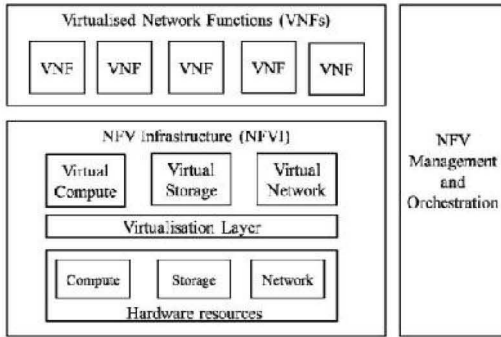 Virtualised Network Functions (VNFs)
VNF VNF VNF VNF VNF
NFV Infrastructure (NFVI)
Virtual Compute
Virtual Storage
Virtual Network
Virtualisation Layer
Compute Storage Network
Hardware resources
NFV
Management
and
Orchestration